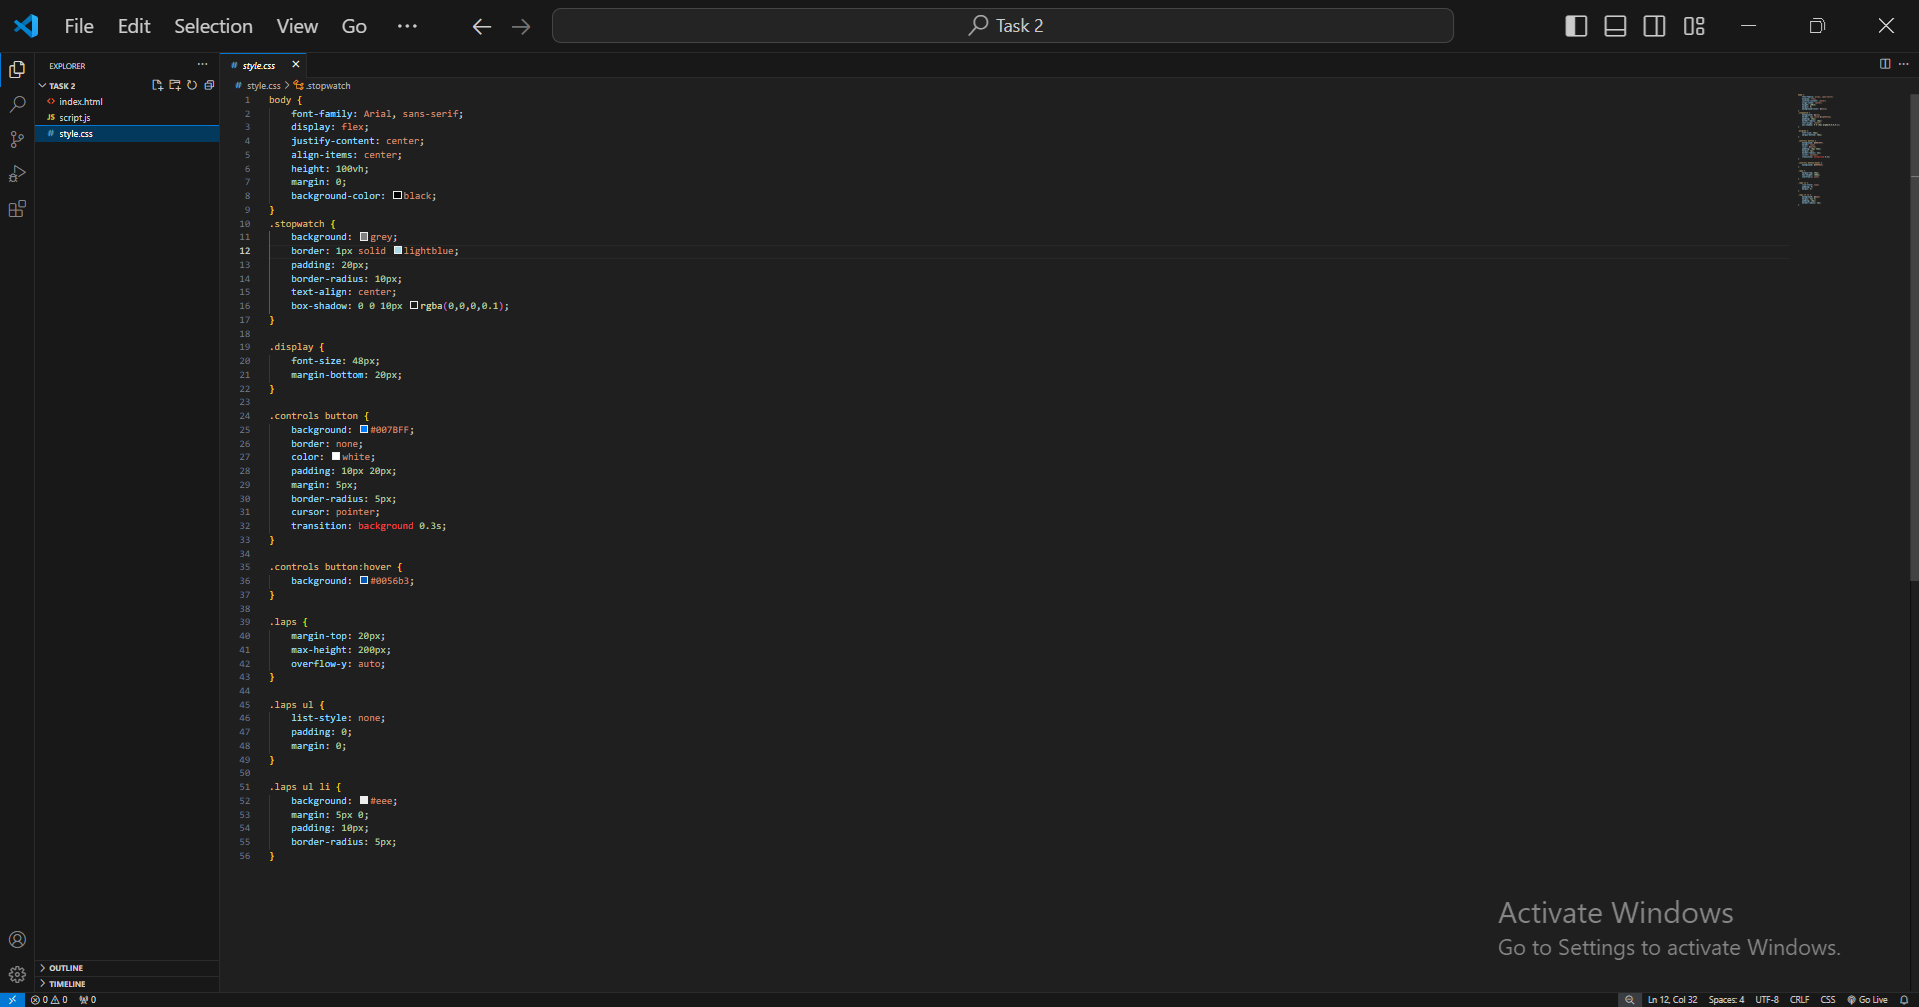 File Edit Selection View Go ··· Task 2
EXPLORER
TASK 2
index.html
JS script.js
# style.css
# style.css
# style.css > .stopwatch
1 body {
2 font-family: Arial, sans-serif;
3 display: flex;
4 justify-content: center;
5 align-items: center;
6 height: 100vh;
7 margin: 0;
8 background-color: black;
9 }
10 .stopwatch {
11 background: grey;
12 border: 1px solid lightblue;
13 padding: 20px;
14 border-radius: 10px;
15 text-align: center;
16 box-shadow: 0 0 10px rgba(0,0,0,0.1);
17 }
18
19 .display {
20 font-size: 48px;
21 margin-bottom: 20px;
22 }
23
24 .controls button {
25 background: #007BFF;
26 border: none;
27 color: white;
28 padding: 10px 20px;
29 margin: 5px;
30 border-radius: 5px;
31 cursor: pointer;
32 transition: background 0.3s;
33 }
34
35 .controls button:hover {
36 background: #0056b3;
37 }
38
39 .laps {
40 margin-top: 20px;
41 max-height: 200px;
42 overflow-y: auto;
43 }
44
45 .laps ul {
46 list-style: none;
47 padding: 0;
48 margin: 0;
49 }
50
51 .laps ul li {
52 background: #eee;
53 margin: 5px 0;
54 padding: 10px;
55 border-radius: 5px;
56 }
Activate Windows
Go to Settings to activate Windows.
OUTLINE
TIMELINE
0 0 0 Ln 12, Col 32 Spaces: 4 UTF-8 CRLF CSS Go Live